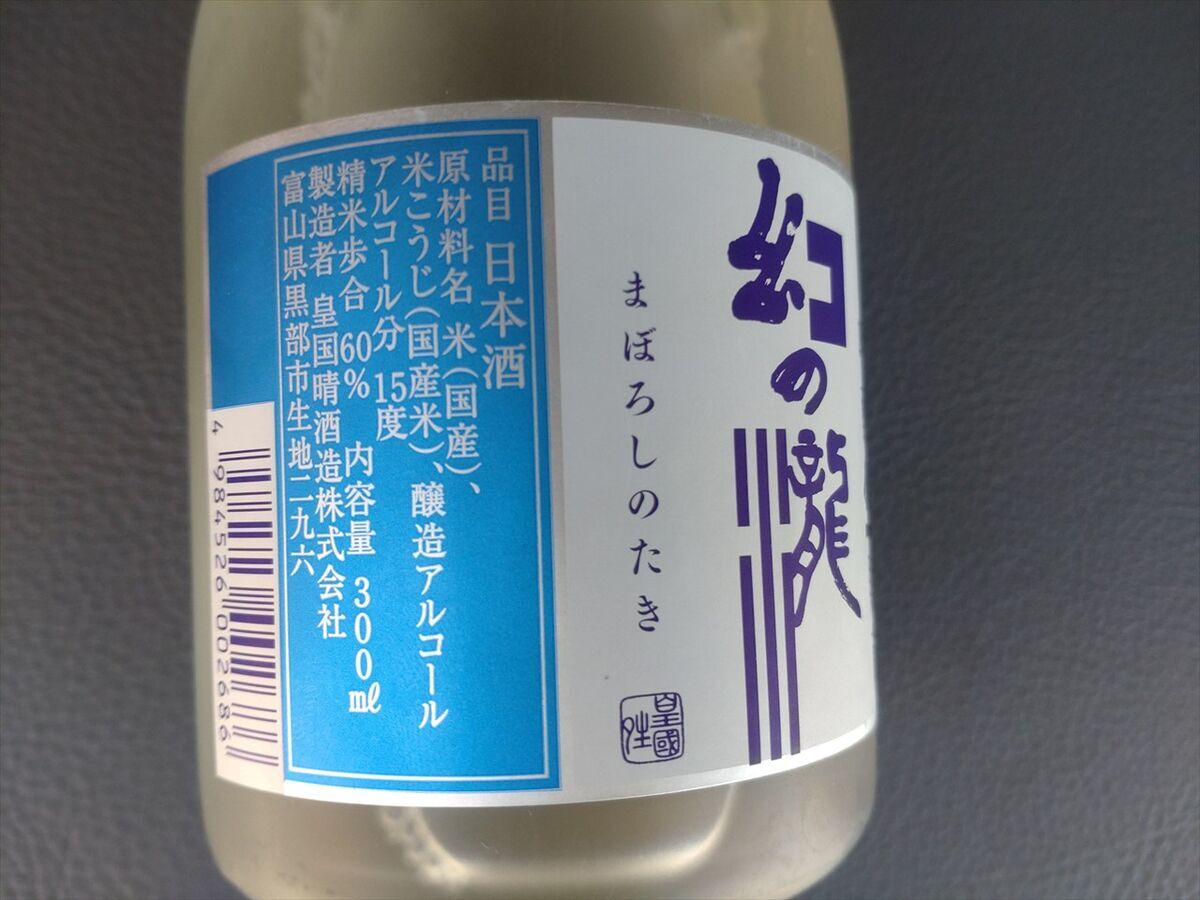 幻の瀧
まぼろしのたき
皇國
品目 日本酒
原材料名 米(国産)、
米こうじ(国産米)、醸造アルコール
アルコール分 15度
精米歩合 60% 内容量 300㎖
製造者 皇国晴酒造株式会社
富山県黒部市生地二九六
4 984526 002686